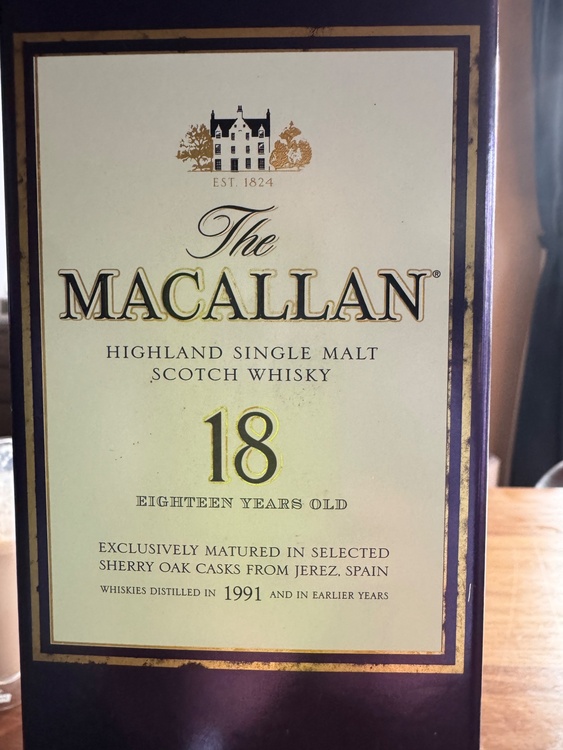 EST. 1824
The
MACALLAN®
HIGHLAND SINGLE MALT
SCOTCH WHISKY
18
EIGHTEEN YEARS OLD
EXCLUSIVELY MATURED IN SELECTED
SHERRY OAK CASKS FROM JEREZ, SPAIN
WHISKIES DISTILLED IN 1991 AND IN EARLIER YEARS